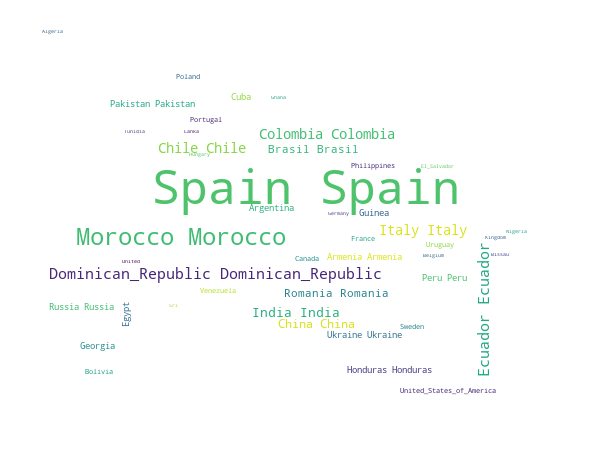 Algeria
Poland
Cuba
Ghana
Pakistan Pakistan
Portugal
Tunidia
Lanka
Colombia Colombia
Chile Chile
Brasil Brasil
Hungary
Philippines
El_Salvador
Spain Spain
Argentina
Germany
Guinea
Morocco Morocco
France
Italy Italy
Nigeria
Kingdom
Uruguay
United
Canada
Armenia Armenia
Belgium
Bissau
Dominican_Republic Dominican_Republic
Peru Peru
Ecuador Ecuador
Venezuela
Romania Romania
Russia Russia
Sri
Egypt
India India
China China
Sweden
Ukraine Ukraine
Georgia
Bolivia
Honduras Honduras
United_States_of_America